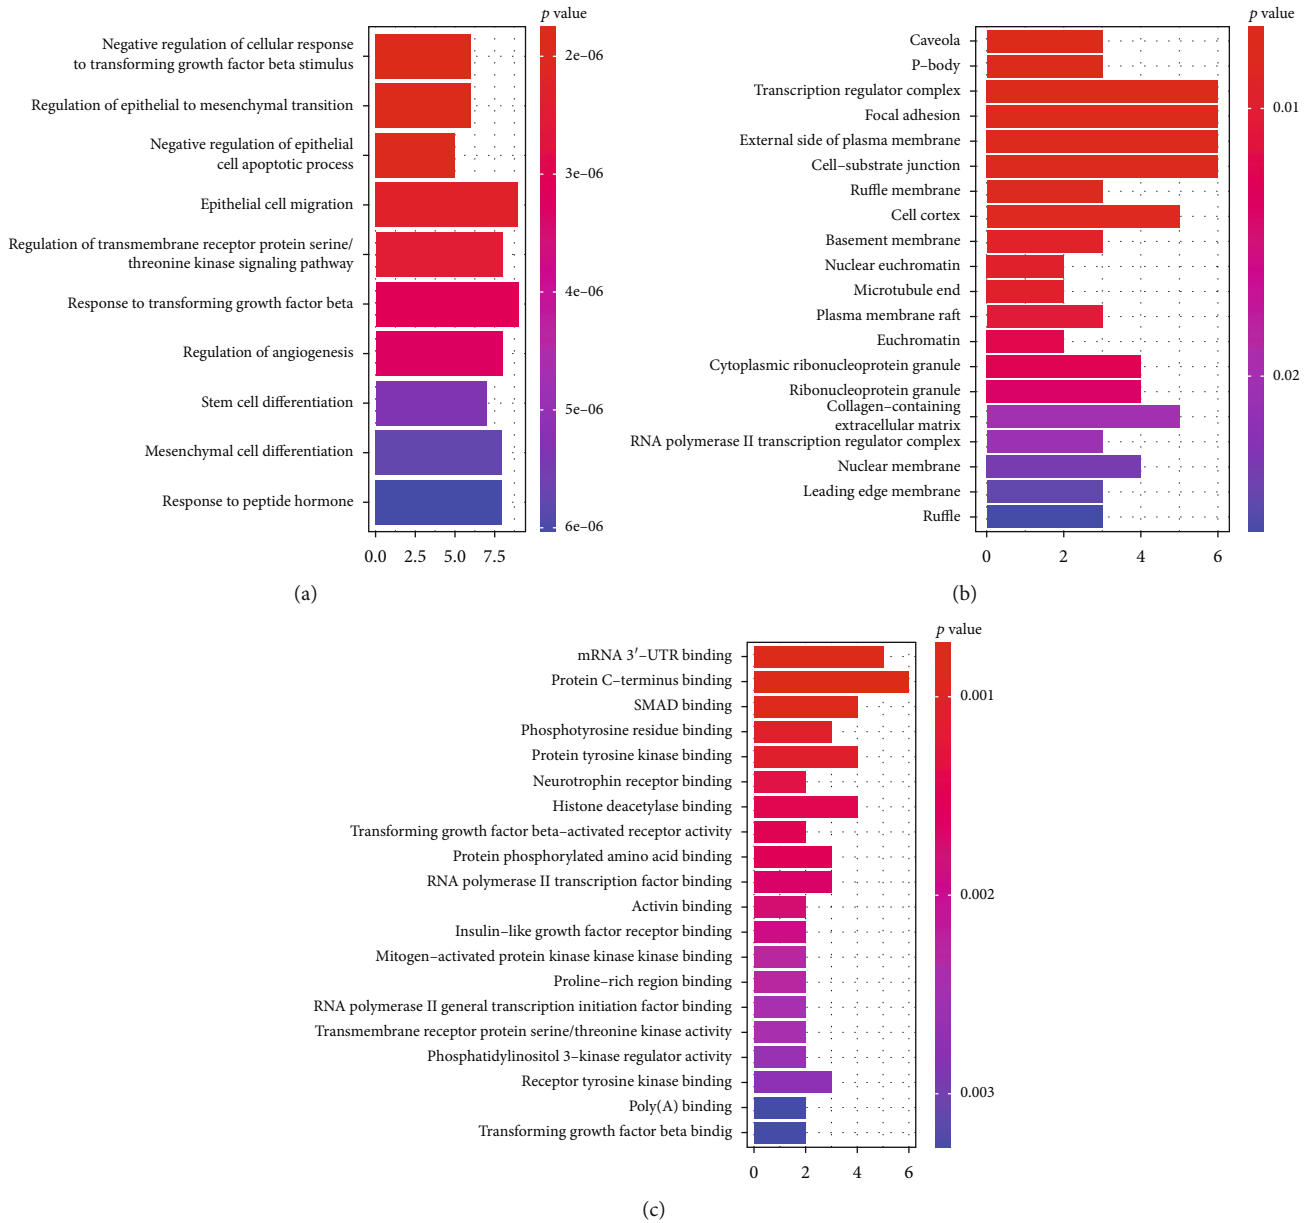 p value
Negative regulation of cellular response
to transforming growth factor beta stimulus
Regulation of epithelial to mesenchymal transition
Negative regulation of epithelial
cell apoptotic process
Epithelial cell migration
Regulation of transmembrane receptor protein serine/
threonine kinase signaling pathway
Response to transforming growth factor beta
Regulation of angiogenesis
Stem cell differentiation
Mesenchymal cell differentiation
Response to peptide hormone
2e–06
3e–06
4e–06
5e–06
6e–06
0.0 2.5 5.0 7.5
(a)
p value
Caveola
P–body
Transcription regulator complex
Focal adhesion
External side of plasma membrane
Cell–substrate junction
Ruffle membrane
Cell cortex
Basement membrane
Nuclear euchromatin
Microtubule end
Plasma membrane raft
Euchromatin
Cytoplasmic ribonucleoprotein granule
Ribonucleoprotein granule
Collagen–containing
extracellular matrix
RNA polymerase II transcription regulator complex
Nuclear membrane
Leading edge membrane
Ruffle
0.01
0.02
0 2 4 6
(b)
p value
mRNA 3′–UTR binding
Protein C–terminus binding
SMAD binding
Phosphotyrosine residue binding
Protein tyrosine kinase binding
Neurotrophin receptor binding
Histone deacetylase binding
Transforming growth factor beta–activated receptor activity
Protein phosphorylated amino acid binding
RNA polymerase II transcription factor binding
Activin binding
Insulin–like growth factor receptor binding
Mitogen–activated protein kinase kinase kinase binding
Proline–rich region binding
RNA polymerase II general transcription initiation factor binding
Transmembrane receptor protein serine/threonine kinase activity
Phosphatidylinositol 3–kinase regulator activity
Receptor tyrosine kinase binding
Poly(A) binding
Transforming growth factor beta bindig
0.001
0.002
0.003
0 2 4 6
(c)